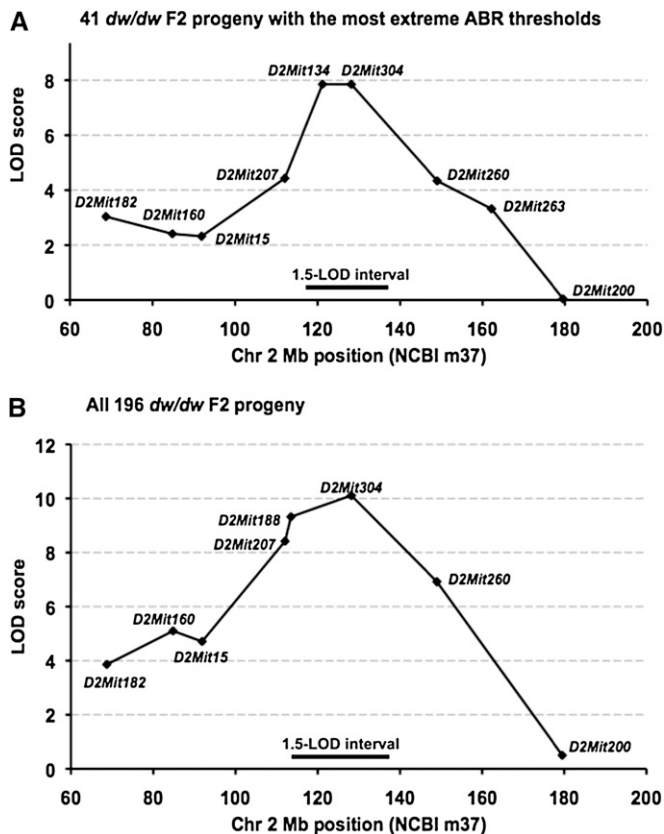 A
41 dw/dw F2 progeny with the most extreme ABR thresholds
LOD score
8
6
4
2
0
D2Mit134 D2Mit304
D2Mit207
D2Mit260
D2Mit182
D2Mit160
D2Mit263
D2Mit15
1.5-LOD interval
D2Mit200
60 80 100 120 140 160 180 200
Chr 2 Mb position (NCBI m37)
B
All 196 dw/dw F2 progeny
LOD score
12
10
8
6
4
2
0
D2Mit304
D2Mit188
D2Mit207
D2Mit260
D2Mit160
D2Mit15
D2Mit182
1.5-LOD interval
D2Mit200
60 80 100 120 140 160 180 200
Chr 2 Mb position (NCBI m37)